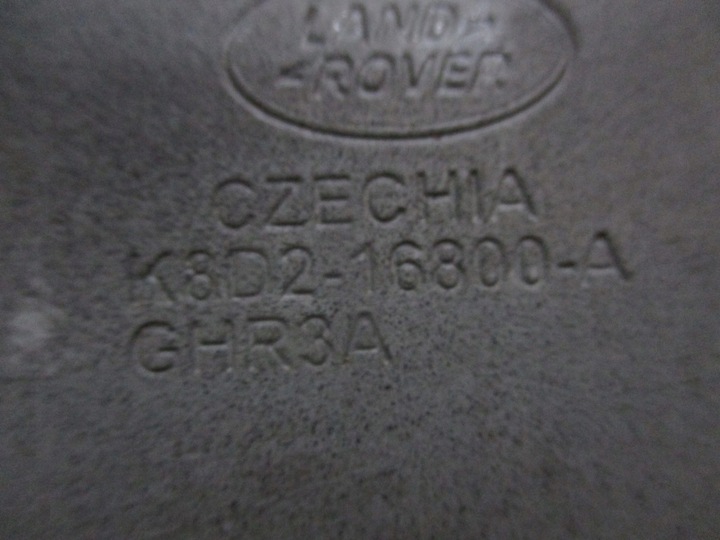 LAND
ROVER
CZECHIA
K8D2-16800-A
GHR3A